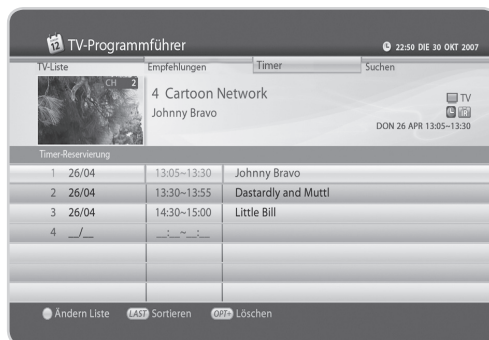 12 TV-Programmführer 22:50 DIE 30 OKT 2007
TV-Liste Empfehlungen Timer Suchen
CH 2
4 Cartoon Network
TV
Johnny Bravo
DON 26 APR 13:05~13:30
Timer-Reservierung
1 26/04 13:05~13:30 Johnny Bravo
2 26/04 13:30~13:55 Dastardly and Muttl
3 26/04 14:30~15:00 Little Bill
4 __/__ __:__~__:__
Ändern Liste LAST Sortieren OPT+ Löschen